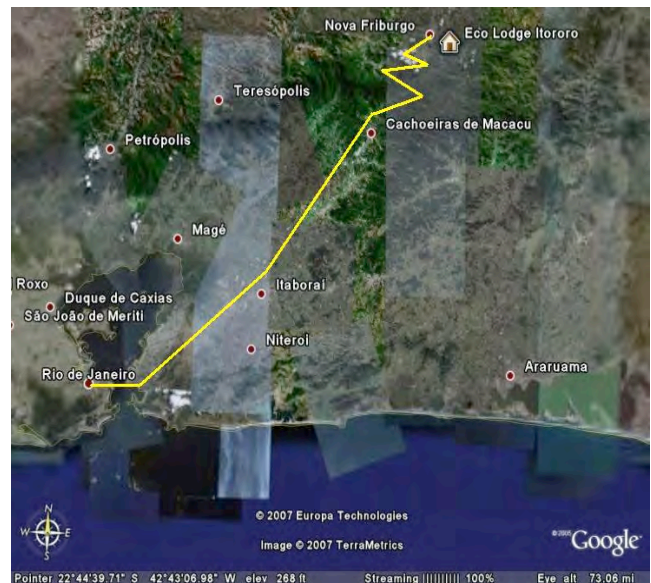 Nova Friburgo
Eco Lodge Itororo
Teresópolis
Cachoeiras de Macacu
Petrópolis
Magé
l Roxo
Duque de Caxias
São João de Meriti
Itaboraí
Niteroi
Rio de Janeiro
Araruama
N
W E
S
© 2007 Europa Technologies
Image © 2007 TerraMetrics
©2005 Google™
Pointer 22°44'39.71" S 42°43'06.98" W elev 268 ft Streaming |||||||||| 100% Eye alt 73.06 mi